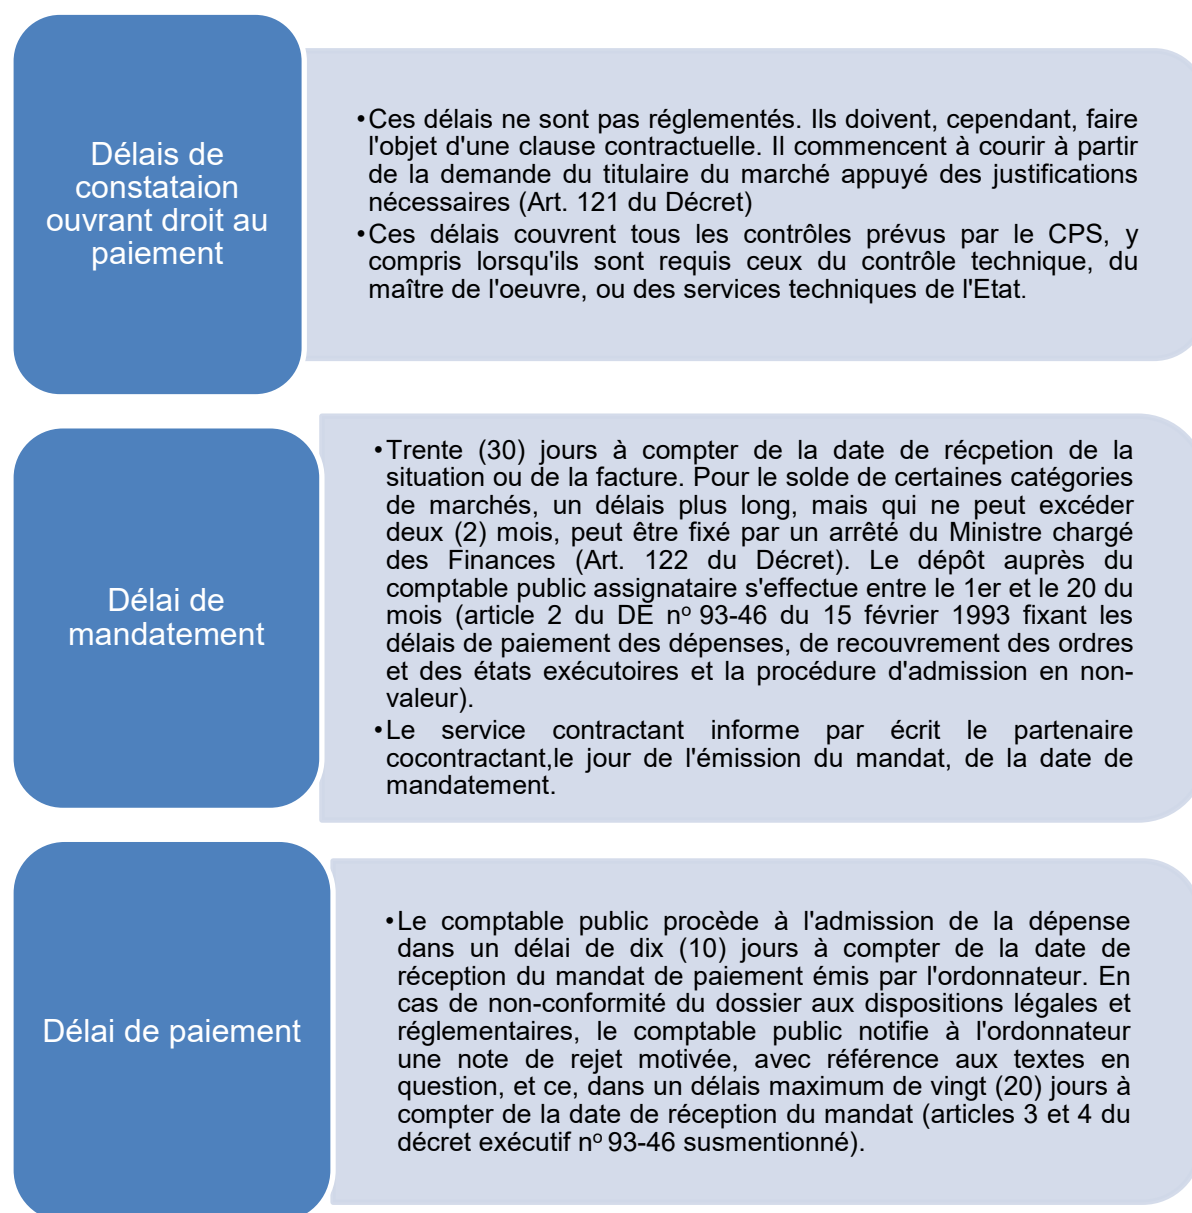 Délais de
constataion
ouvrant droit au
paiement
•Ces délais ne sont pas réglementés. Ils doivent, cependant, faire
l'objet d'une clause contractuelle. Il commencent à courir à partir
de la demande du titulaire du marché appuyé des justifications
nécessaires (Art. 121 du Décret)
•Ces délais couvrent tous les contrôles prévus par le CPS, y
compris lorsqu'ils sont requis ceux du contrôle technique, du
maître de l'oeuvre, ou des services techniques de l'Etat.
Délai de
mandatement
•Trente (30) jours à compter de la date de récpetion de la
situation ou de la facture. Pour le solde de certaines catégories
de marchés, un délais plus long, mais qui ne peut excéder
deux (2) mois, peut être fixé par un arrêté du Ministre chargé
des Finances (Art. 122 du Décret). Le dépôt auprès du
comptable public assignataire s'effectue entre le 1er et le 20 du
mois (article 2 du DE nº 93-46 du 15 février 1993 fixant les
délais de paiement des dépenses, de recouvrement des ordres
et des états exécutoires et la procédure d'admission en non-
valeur).
•Le service contractant informe par écrit le partenaire
cocontractant,le jour de l'émission du mandat, de la date de
mandatement.
Délai de paiement
•Le comptable public procède à l'admission de la dépense
dans un délai de dix (10) jours à compter de la date de
réception du mandat de paiement émis par l'ordonnateur. En
cas de non-conformité du dossier aux dispositions légales et
réglementaires, le comptable public notifie à l'ordonnateur
une note de rejet motivée, avec référence aux textes en
question, et ce, dans un délais maximum de vingt (20) jours à
compter de la date de réception du mandat (articles 3 et 4 du
décret exécutif nº 93-46 susmentionné).